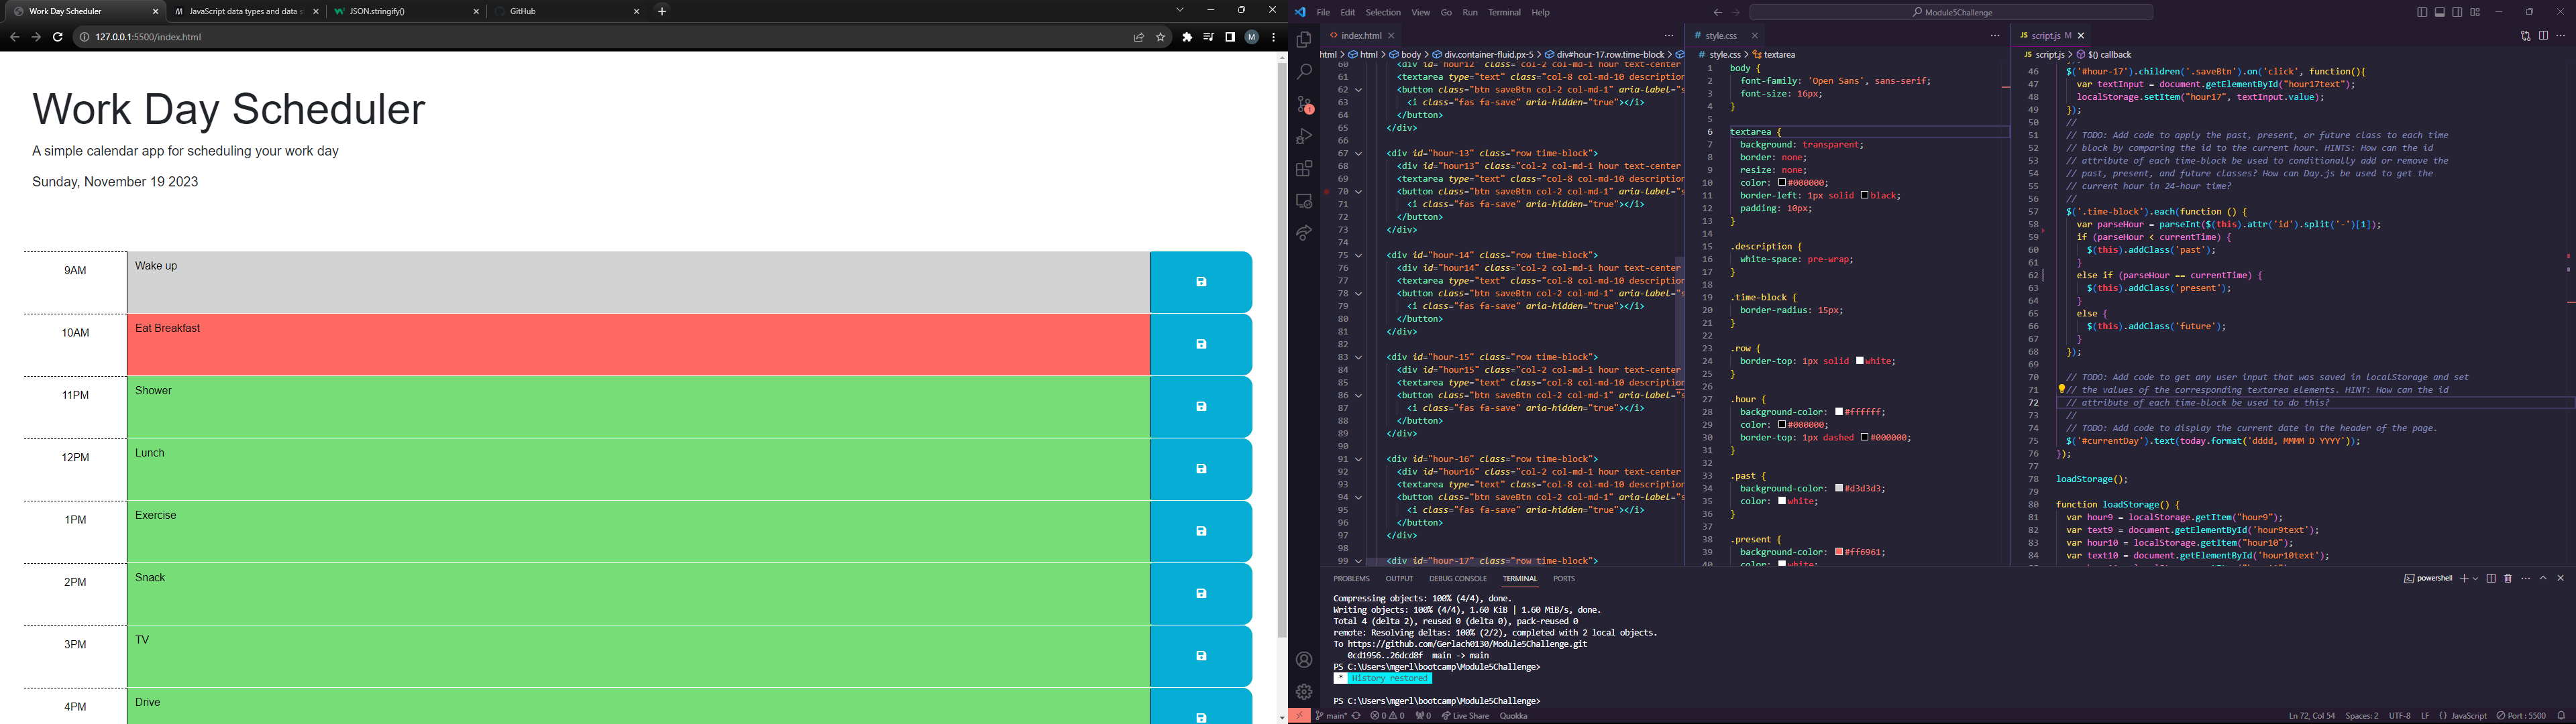 Work Day Scheduler
JavaScript data types and data s
JSON.stringify()
GitHub
127.0.0.1:5500/index.html
M
Work Day Scheduler
A simple calendar app for scheduling your work day
Sunday, November 19 2023
9AM Wake up
10AM Eat Breakfast
11PM Shower
12PM Lunch
1PM Exercise
2PM Snack
3PM TV
4PM Drive
File Edit Selection View Go Run Terminal Help
Module5Challenge
index.html
html > html > body > div.container-fluid.px-5 > div#hour-17.row.time-block >
60 <div id="hour12" class="col-2 col-md-1 hour text-center
61 <textarea type="text" class="col-8 col-md-10 description
62 <button class="btn saveBtn col-2 col-md-1" aria-label="s
63 <i class="fas fa-save" aria-hidden="true"></i>
64 </button>
65 </div>
66
67 <div id="hour-13" class="row time-block">
68 <div id="hour13" class="col-2 col-md-1 hour text-center
69 <textarea type="text" class="col-8 col-md-10 description
70 <button class="btn saveBtn col-2 col-md-1" aria-label="s
71 <i class="fas fa-save" aria-hidden="true"></i>
72 </button>
73 </div>
74
75 <div id="hour-14" class="row time-block">
76 <div id="hour14" class="col-2 col-md-1 hour text-center
77 <textarea type="text" class="col-8 col-md-10 description
78 <button class="btn saveBtn col-2 col-md-1" aria-label="s
79 <i class="fas fa-save" aria-hidden="true"></i>
80 </button>
81 </div>
82
83 <div id="hour-15" class="row time-block">
84 <div id="hour15" class="col-2 col-md-1 hour text-center
85 <textarea type="text" class="col-8 col-md-10 description
86 <button class="btn saveBtn col-2 col-md-1" aria-label="s
87 <i class="fas fa-save" aria-hidden="true"></i>
88 </button>
89 </div>
90
91 <div id="hour-16" class="row time-block">
92 <div id="hour16" class="col-2 col-md-1 hour text-center
93 <textarea type="text" class="col-8 col-md-10 description
94 <button class="btn saveBtn col-2 col-md-1" aria-label="s
95 <i class="fas fa-save" aria-hidden="true"></i>
96 </button>
97 </div>
98
99 <div id="hour-17" class="row time-block">
# style.css
# style.css > textarea
1 body {
2 font-family: 'Open Sans', sans-serif;
3 font-size: 16px;
4 }
5
6 textarea {
7 background: transparent;
8 border: none;
9 resize: none;
10 color: #000000;
11 border-left: 1px solid black;
12 padding: 10px;
13 }
14
15 .description {
16 white-space: pre-wrap;
17 }
18
19 .time-block {
20 border-radius: 15px;
21 }
22
23 .row {
24 border-top: 1px solid white;
25 }
26
27 .hour {
28 background-color: #ffffff;
29 color: #000000;
30 border-top: 1px dashed #000000;
31 }
32
33 .past {
34 background-color: #d3d3d3;
35 color: white;
36 }
37
38 .present {
39 background-color: #ff6961;
40 color: white;
JS script.js M
JS script.js > $() callback
46 $('#hour-17').children('.saveBtn').on('click', function(){
47 var textInput = document.getElementById("hour17text");
48 localStorage.setItem("hour17", textInput.value);
49 });
50 //
51 // TODO: Add code to apply the past, present, or future class to each time
52 // block by comparing the id to the current hour. HINTS: How can the id
53 // attribute of each time-block be used to conditionally add or remove the
54 // past, present, and future classes? How can Day.js be used to get the
55 // current hour in 24-hour time?
56 //
57 $('.time-block').each(function () {
58 var parseHour = parseInt($(this).attr('id').split('-')[1]);
59 if (parseHour < currentTime) {
60 $(this).addClass('past');
61 }
62 else if (parseHour == currentTime) {
63 $(this).addClass('present');
64 }
65 else {
66 $(this).addClass('future');
67 }
68 });
69
70 // TODO: Add code to get any user input that was saved in localStorage and set
71 // the values of the corresponding textarea elements. HINT: How can the id
72 // attribute of each time-block be used to do this?
73 //
74 // TODO: Add code to display the current date in the header of the page.
75 $('#currentDay').text(today.format('dddd, MMMM D YYYY'));
76 });
77
78 loadStorage();
79
80 function loadStorage() {
81 var hour9 = localStorage.getItem("hour9");
82 var text9 = document.getElementById('hour9text');
83 var hour10 = localStorage.getItem("hour10");
84 var text10 = document.getElementById('hour10text');
PROBLEMS OUTPUT DEBUG CONSOLE TERMINAL PORTS
powershell
Compressing objects: 100% (4/4), done.
Writing objects: 100% (4/4), 1.60 KiB | 1.60 MiB/s, done.
Total 4 (delta 2), reused 0 (delta 0), pack-reused 0
remote: Resolving deltas: 100% (2/2), completed with 2 local objects.
To https://github.com/Gerlach0130/Module5Challenge.git
0cd1956..26dcd8f main -> main
PS C:\Users\mgerl\bootcamp\Module5Challenge>
* History restored
PS C:\Users\mgerl\bootcamp\Module5Challenge>
main* 0 0 0 Live Share Quokka
Ln 72, Col 54 Spaces: 2 UTF-8 LF {} JavaScript Port : 5500